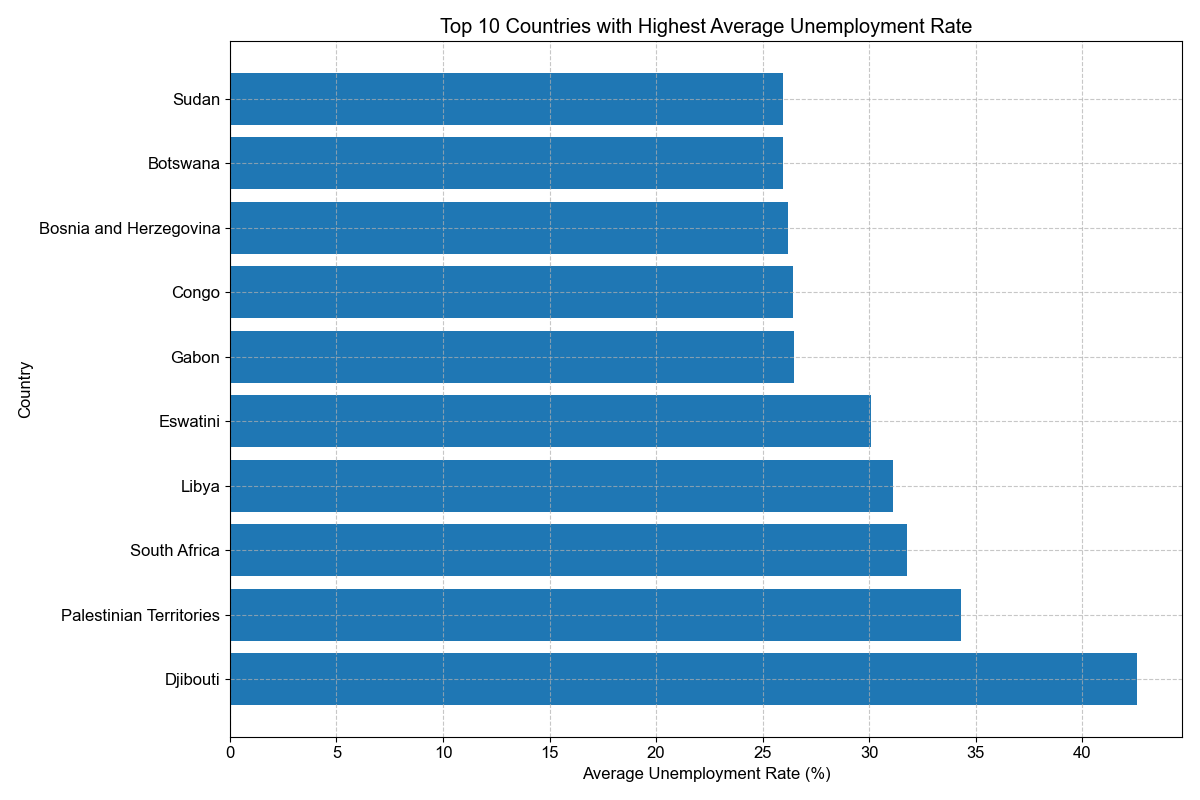 Top 10 Countries with Highest Average Unemployment Rate
Sudan
Botswana
Bosnia and Herzegovina
Congo
Gabon
Eswatini
Libya
South Africa
Palestinian Territories
Djibouti
Country
0 5 10 15 20 25 30 35 40
Average Unemployment Rate (%)